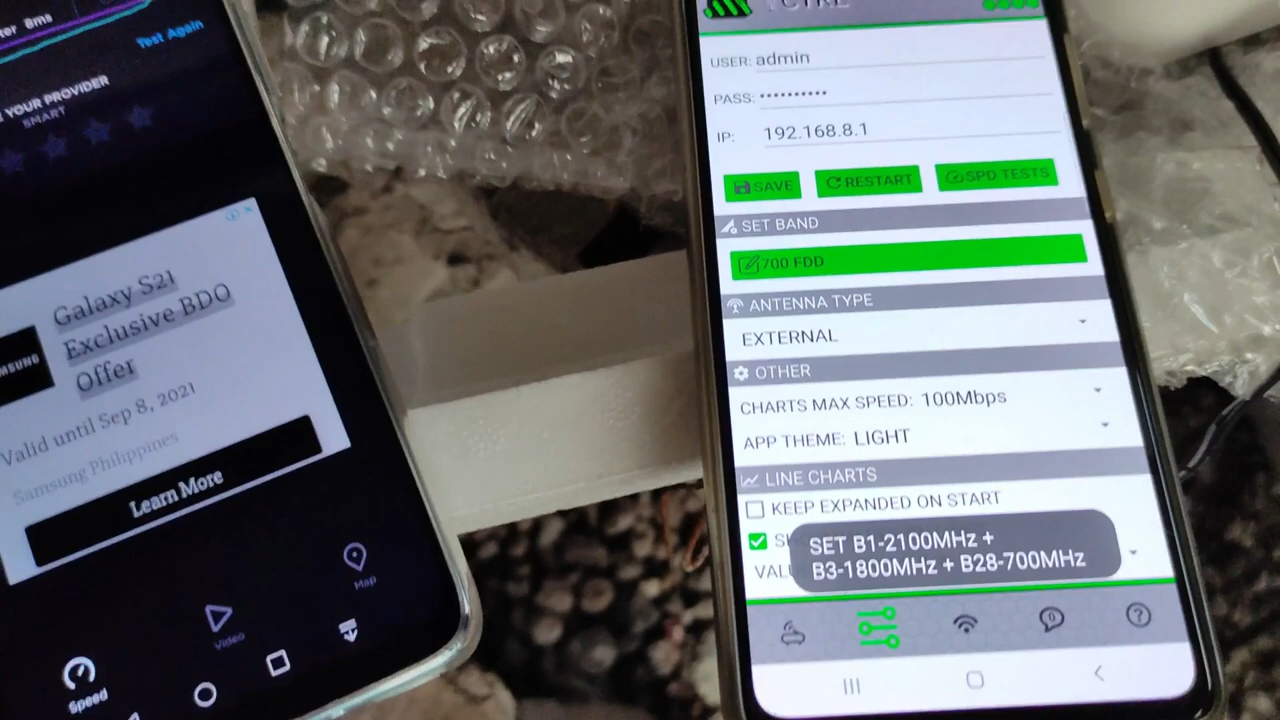 8ms
Test Again
YOUR PROVIDER
SMART
Galaxy S21
Exclusive BDO
Offer
Valid until Sep 8, 2021
Samsung Philippines
Learn More
Map
Video
Speed
USER: admin
PASS: ••••••••••
IP: 192.168.8.1
SAVE
RESTART
SPD TESTS
SET BAND
700 FDD
ANTENNA TYPE
EXTERNAL
OTHER
CHARTS MAX SPEED: 100Mbps
APP THEME: LIGHT
LINE CHARTS
KEEP EXPANDED ON START
SET B1-2100MHz +
B3-1800MHz + B28-700MHz
0